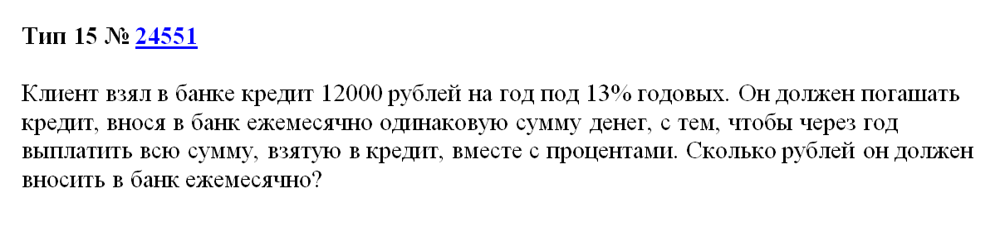 Тип 15 № 24551
Клиент взял в банке кредит 12000 рублей на год под 13% годовых. Он должен погашать
кредит, внося в банк ежемесячно одинаковую сумму денег, с тем, чтобы через год
выплатить всю сумму, взятую в кредит, вместе с процентами. Сколько рублей он должен
вносить в банк ежемесячно?